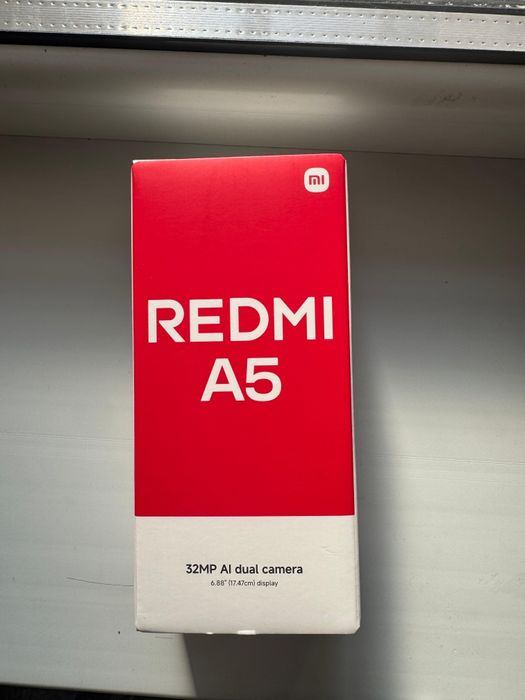 mi
REDMI
A5
32MP AI dual camera
6.88" (17.47cm) display